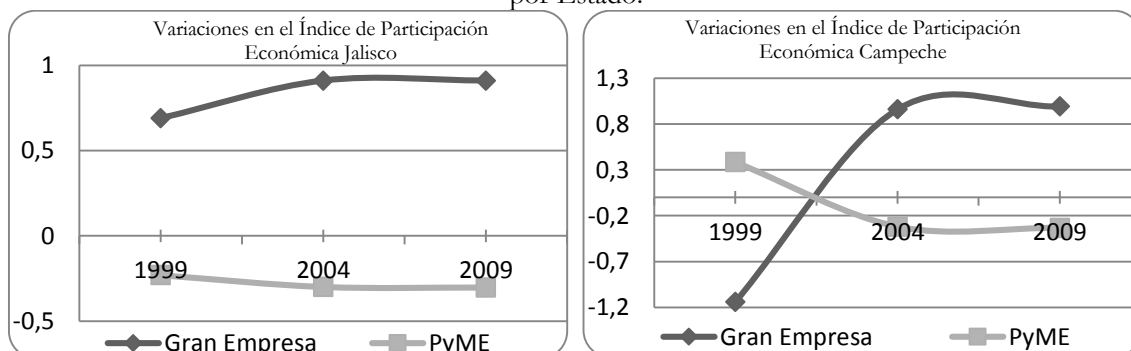 por Estado.
Variaciones en el Índice de Participación
Económica Jalisco
1
0,5
0
-0,5
1999
2004
2009
Gran Empresa
PyME
Variaciones en el Índice de Participación
Económica Campeche
1,3
0,8
0,3
-0,2
-0,7
-1,2
1999
2004
2009
Gran Empresa
PyME